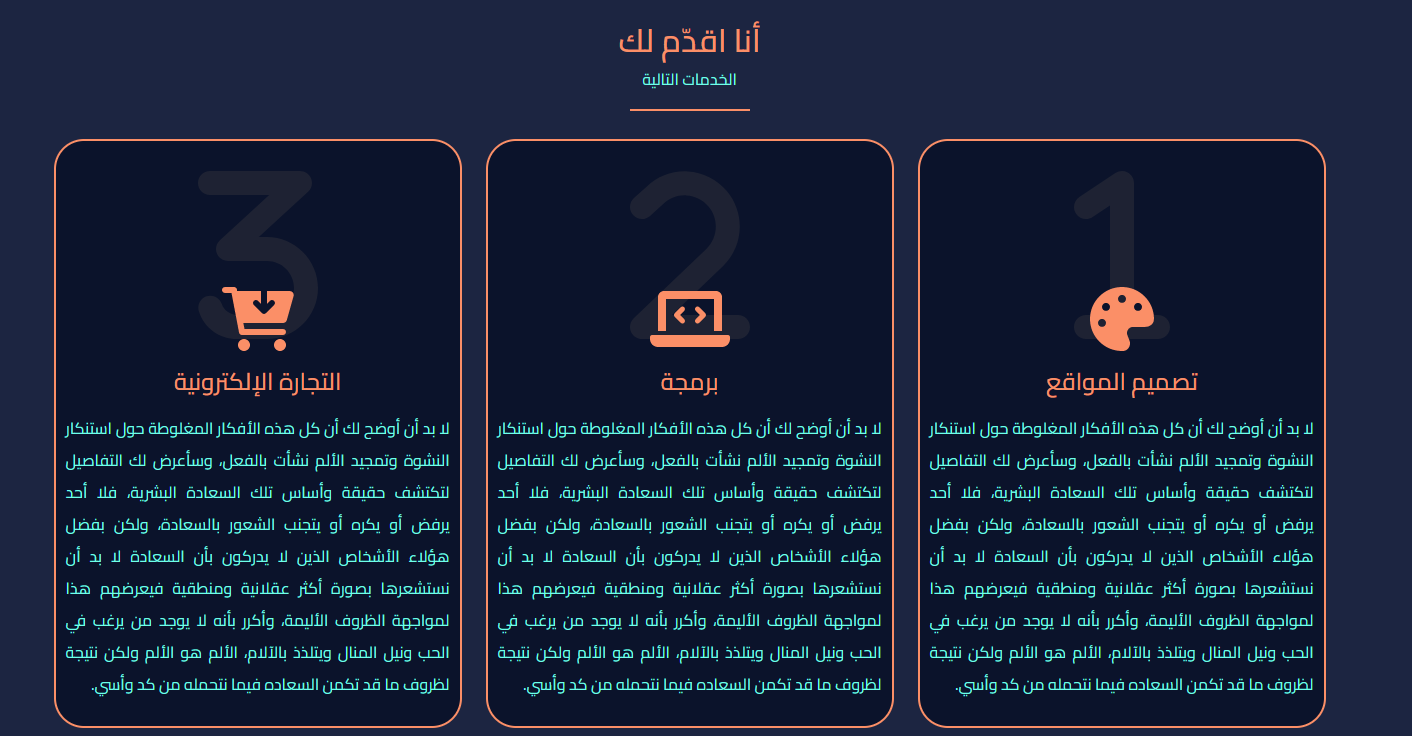 أنا اقدّم لك
الخدمات التالية
1
تصميم المواقع
لا بد أن أوضح لك أن كل هذه الأفكار المغلوطة حول استنكار
النشوة وتمجيد الألم نشأت بالفعل، وسأعرض لك التفاصيل
لتكتشف حقيقة وأساس تلك السعادة البشرية، فلا أحد
يرفض أو يكره أو يتجنب الشعور بالسعادة، ولكن بفضل
هؤلاء الأشخاص الذين لا يدركون بأن السعادة لا بد أن
نستشعرها بصورة أكثر عقلانية ومنطقية فيعرضهم هذا
لمواجهة الظروف الأليمة، وأكرر بأنه لا يوجد من يرغب في
الحب ونيل المنال ويتلذذ بالآلام، الألم هو الألم ولكن نتيجة
لظروف ما قد تكمن السعاده فيما نتحمله من كد وأسي.
2
برمجة
لا بد أن أوضح لك أن كل هذه الأفكار المغلوطة حول استنكار
النشوة وتمجيد الألم نشأت بالفعل، وسأعرض لك التفاصيل
لتكتشف حقيقة وأساس تلك السعادة البشرية، فلا أحد
يرفض أو يكره أو يتجنب الشعور بالسعادة، ولكن بفضل
هؤلاء الأشخاص الذين لا يدركون بأن السعادة لا بد أن
نستشعرها بصورة أكثر عقلانية ومنطقية فيعرضهم هذا
لمواجهة الظروف الأليمة، وأكرر بأنه لا يوجد من يرغب في
الحب ونيل المنال ويتلذذ بالآلام، الألم هو الألم ولكن نتيجة
لظروف ما قد تكمن السعاده فيما نتحمله من كد وأسي.
3
التجارة الإلكترونية
لا بد أن أوضح لك أن كل هذه الأفكار المغلوطة حول استنكار
النشوة وتمجيد الألم نشأت بالفعل، وسأعرض لك التفاصيل
لتكتشف حقيقة وأساس تلك السعادة البشرية، فلا أحد
يرفض أو يكره أو يتجنب الشعور بالسعادة، ولكن بفضل
هؤلاء الأشخاص الذين لا يدركون بأن السعادة لا بد أن
نستشعرها بصورة أكثر عقلانية ومنطقية فيعرضهم هذا
لمواجهة الظروف الأليمة، وأكرر بأنه لا يوجد من يرغب في
الحب ونيل المنال ويتلذذ بالآلام، الألم هو الألم ولكن نتيجة
لظروف ما قد تكمن السعاده فيما نتحمله من كد وأسي.